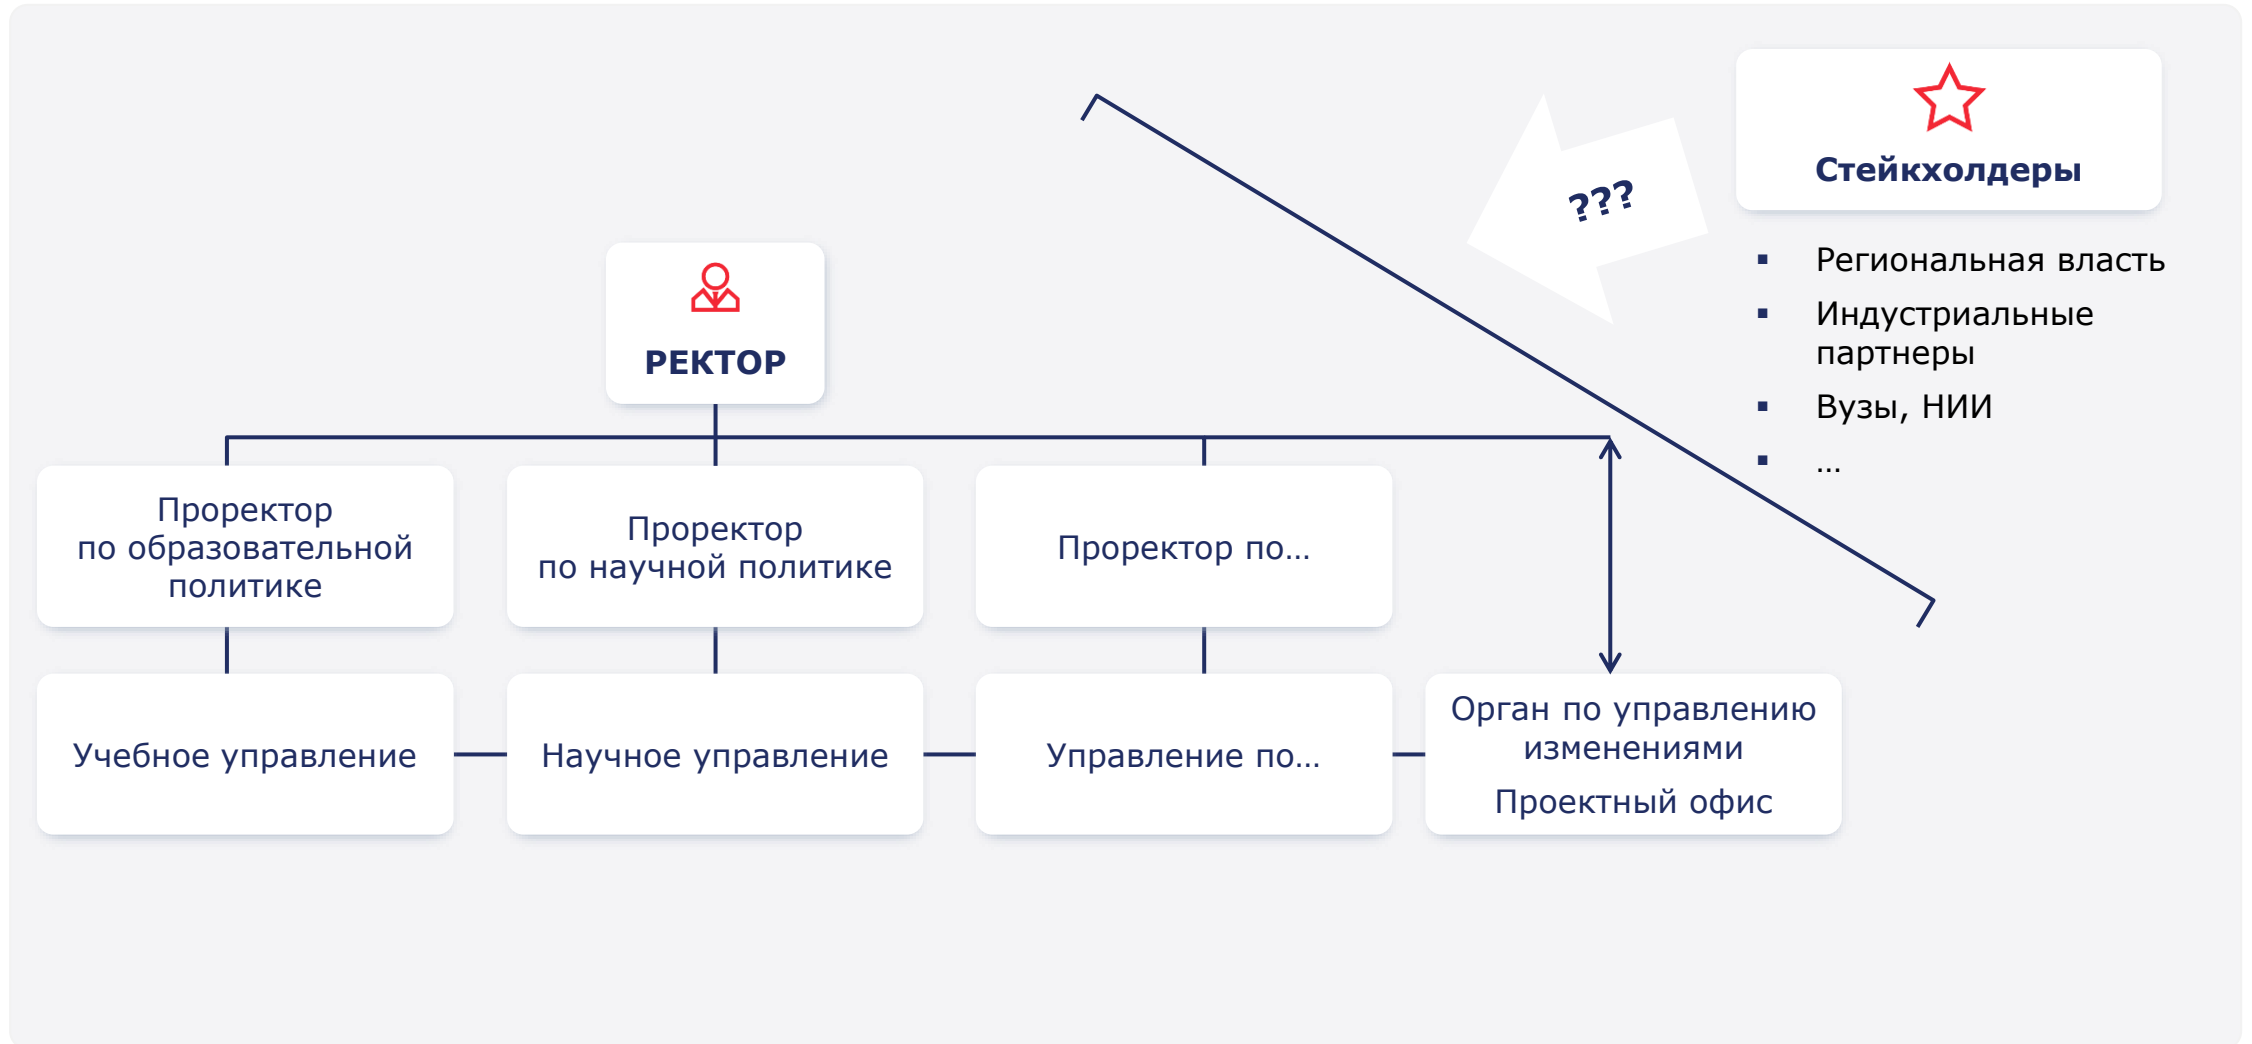 Стейкхолдеры
???
Региональная власть
Индустриальные
партнеры
Вузы, НИИ
…
РЕКТОР
Проректор
по образовательной
политике
Проректор
по научной политике
Проректор по…
Учебное управление
Научное управление
Управление по…
Орган по управлению
изменениями
Проектный офис